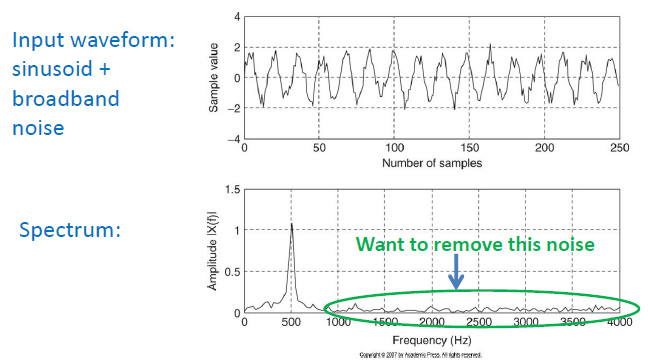 Input waveform:
sinusoid +
broadband
noise
Sample value
4
2
0
−2
−4
0 50 100 150 200 250
Number of samples
Spectrum:
Amplitude |X(f)|
1.5
1
0.5
0
Want to remove this noise
0 500 1000 1500 2000 2500 3000 3500 4000
Frequency (Hz)
Copyright © 2007 by Academic Press. All rights reserved.